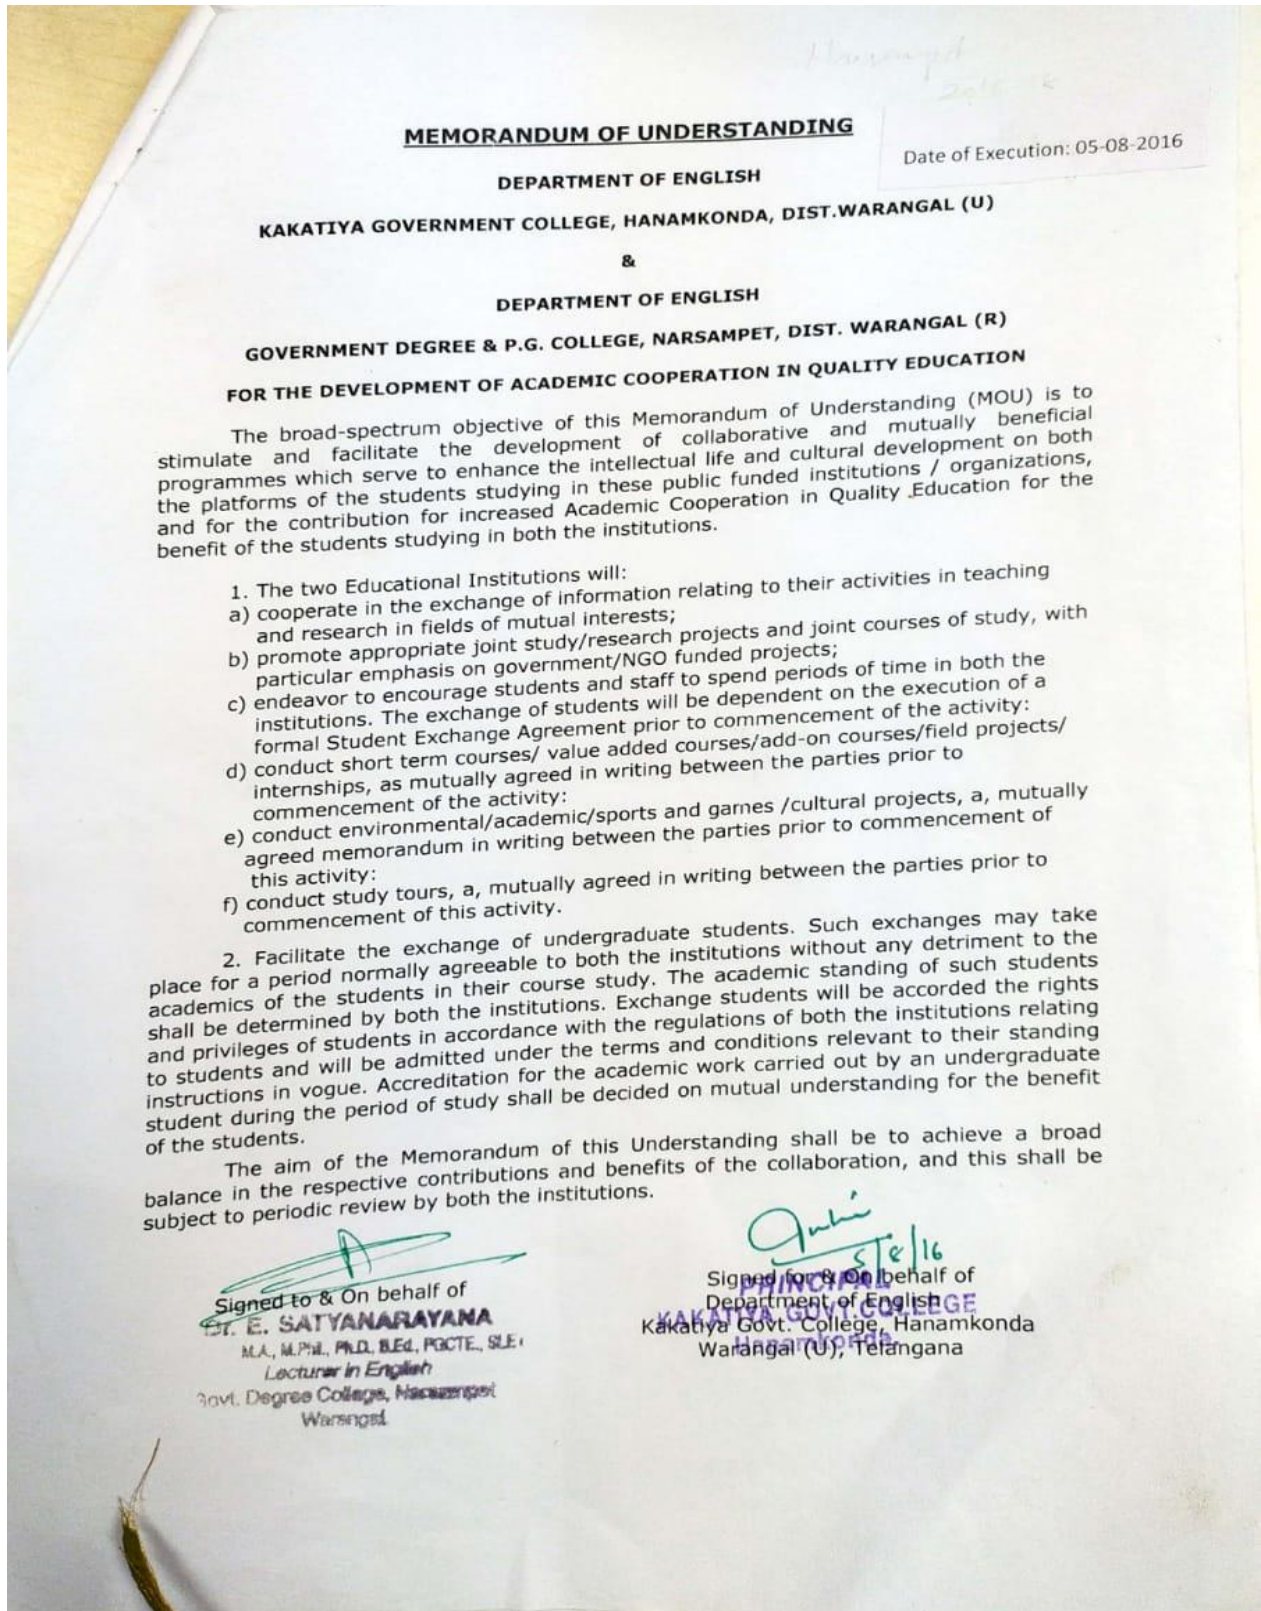 MEMORANDUM OF UNDERSTANDING
Date of Execution: 05-08-2016
DEPARTMENT OF ENGLISH
KAKATIYA GOVERNMENT COLLEGE, HANAMKONDA, DIST.WARANGAL (U)
&
DEPARTMENT OF ENGLISH
GOVERNMENT DEGREE & P.G. COLLEGE, NARSAMPET, DIST. WARANGAL (R)
FOR THE DEVELOPMENT OF ACADEMIC COOPERATION IN QUALITY EDUCATION
The broad-spectrum objective of this Memorandum of Understanding (MOU) is to
stimulate and facilitate the development of collaborative and mutually beneficial
programmes which serve to enhance the intellectual life and cultural development on both
the platforms of the students studying in these public funded institutions / organizations,
and for the contribution for increased Academic Cooperation in Quality Education for the
benefit of the students studying in both the institutions.
1. The two Educational Institutions will:
a) cooperate in the exchange of information relating to their activities in teaching
and research in fields of mutual interests;
b) promote appropriate joint study/research projects and joint courses of study, with
particular emphasis on government/NGO funded projects;
c) endeavor to encourage students and staff to spend periods of time in both the
institutions. The exchange of students will be dependent on the execution of a
formal Student Exchange Agreement prior to commencement of the activity:
d) conduct short term courses/ value added courses/add-on courses/field projects/
internships, as mutually agreed in writing between the parties prior to
commencement of the activity:
e) conduct environmental/academic/sports and games /cultural projects, a, mutually
agreed memorandum in writing between the parties prior to commencement of
this activity:
f) conduct study tours, a, mutually agreed in writing between the parties prior to
commencement of this activity.
2. Facilitate the exchange of undergraduate students. Such exchanges may take
place for a period normally agreeable to both the institutions without any detriment to the
academics of the students in their course study. The academic standing of such students
shall be determined by both the institutions. Exchange students will be accorded the rights
and privileges of students in accordance with the regulations of both the institutions relating
to students and will be admitted under the terms and conditions relevant to their standing
instructions in vogue. Accreditation for the academic work carried out by an undergraduate
student during the period of study shall be decided on mutual understanding for the benefit
of the students.
The aim of the Memorandum of this Understanding shall be to achieve a broad
balance in the respective contributions and benefits of the collaboration, and this shall be
subject to periodic review by both the institutions.
Signed to & On behalf of
Dr. E. SATYANARAYANA
M.A., M.Phil., Ph.D., B.Ed., PGCTE., SLET
Lecturer in English
Govt. Degree College, Narsampet
Warangal
5/8/16
Signed for & On behalf of
Department of English
Kakatiya Govt. College, Hanamkonda
Warangal (U), Telangana
PRINCIPAL
KAKATIYA GOVT.COLLEGE
Hanamkonda.